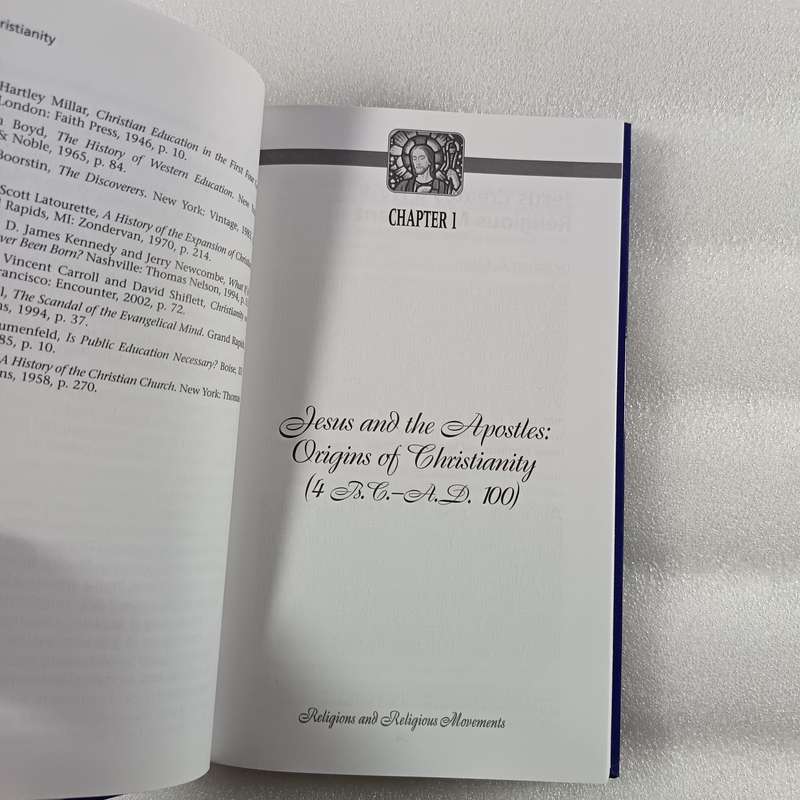 ristianity
Hartley Millar, Christian Education in the First Four
London: Faith Press, 1946, p. 10.
Boyd, The History of Western Education. New
& Noble, 1965, p. 84.
Boorstin, The Discoverers. New York: Vintage,
Scott Latourette, A History of the Expansion of
Rapids, MI: Zondervan, 1970, p. 214.
D. James Kennedy and Jerry Newcombe, What
ver Been Born? Nashville: Thomas Nelson, 1994, p.
Vincent Carroll and David Shiflett, Christianity
rancisco: Encounter, 2002, p. 72.
l, The Scandal of the Evangelical Mind. Grand Rapids,
ns, 1994, p. 37.
umenfeld, Is Public Education Necessary? Boise,
85, p. 10.
A History of the Christian Church. New York: Thomas
ns, 1958, p. 270.
CHAPTER 1
Jesus and the Apostles:
Origins of Christianity
(4 B.C.–A.D. 100)
Religions and Religious Movements